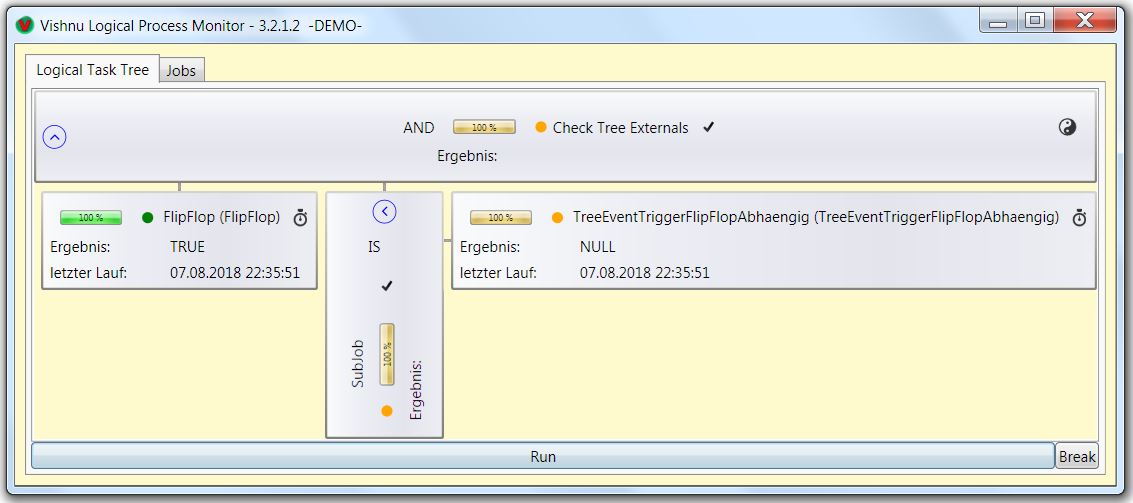 Vishnu Logical Process Monitor - 3.2.1.2 -DEMO-
Logical Task Tree
Jobs
AND 100 % Check Tree Externals
Ergebnis:
100 % FlipFlop (FlipFlop)
Ergebnis: TRUE
letzter Lauf: 07.08.2018 22:35:51
IS
SubJob
100 %
Ergebnis:
100 % TreeEventTriggerFlipFlopAbhaengig (TreeEventTriggerFlipFlopAbhaengig)
Ergebnis: NULL
letzter Lauf: 07.08.2018 22:35:51
Run
Break